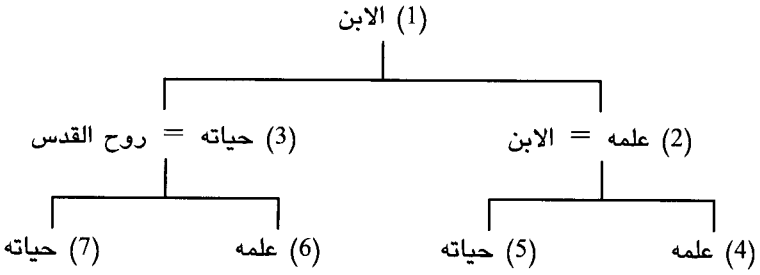 (1) الابن
(2) علمه = الابن
(3) حياته = روح القدس
(4) علمه
(5) حياته
(6) علمه
(7) حياته